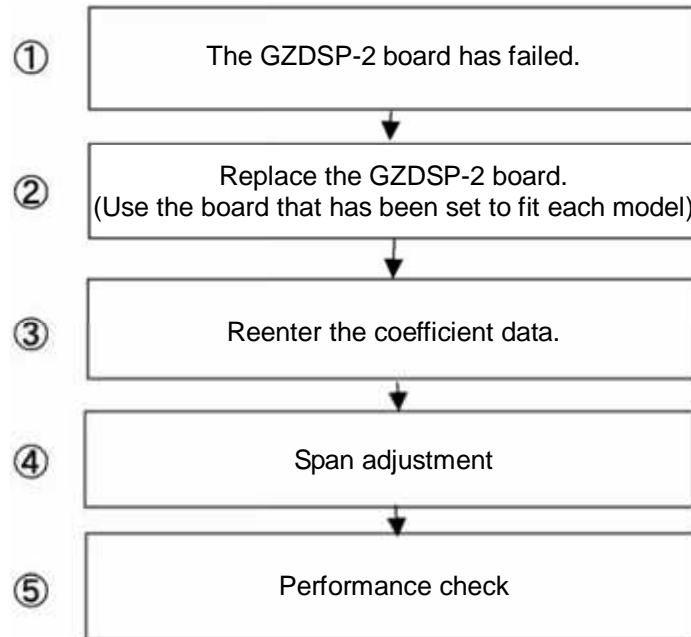 ① The GZDSP-2 board has failed.
② Replace the GZDSP-2 board.
(Use the board that has been set to fit each model)
③ Reenter the coefficient data.
④ Span adjustment
⑤ Performance check